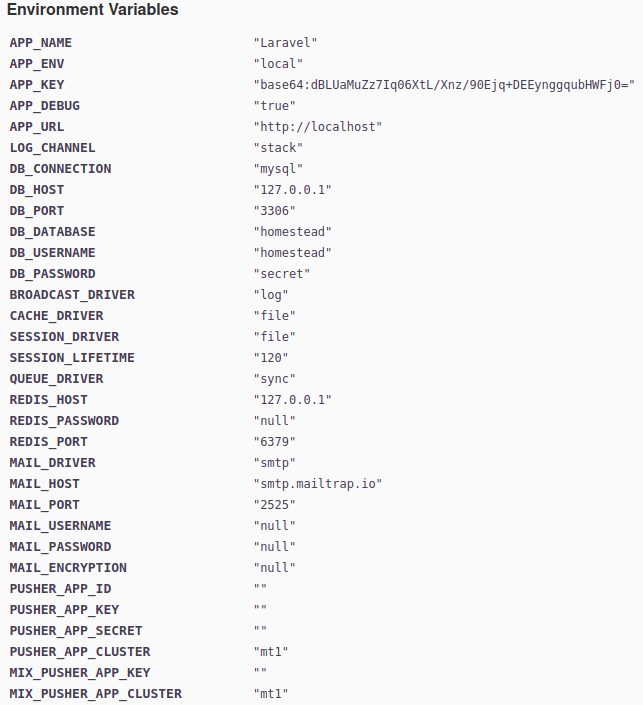 Environment Variables
APP_NAME "Laravel"
APP_ENV "local"
APP_KEY "base64:dBLUaMuZz7Iq06XtL/Xnz/90Ejq+DEEynggqubHWFj0="
APP_DEBUG "true"
APP_URL "http://localhost"
LOG_CHANNEL "stack"
DB_CONNECTION "mysql"
DB_HOST "127.0.0.1"
DB_PORT "3306"
DB_DATABASE "homestead"
DB_USERNAME "homestead"
DB_PASSWORD "secret"
BROADCAST_DRIVER "log"
CACHE_DRIVER "file"
SESSION_DRIVER "file"
SESSION_LIFETIME "120"
QUEUE_DRIVER "sync"
REDIS_HOST "127.0.0.1"
REDIS_PASSWORD "null"
REDIS_PORT "6379"
MAIL_DRIVER "smtp"
MAIL_HOST "smtp.mailtrap.io"
MAIL_PORT "2525"
MAIL_USERNAME "null"
MAIL_PASSWORD "null"
MAIL_ENCRYPTION "null"
PUSHER_APP_ID ""
PUSHER_APP_KEY ""
PUSHER_APP_SECRET ""
PUSHER_APP_CLUSTER "mt1"
MIX_PUSHER_APP_KEY ""
MIX_PUSHER_APP_CLUSTER "mt1"